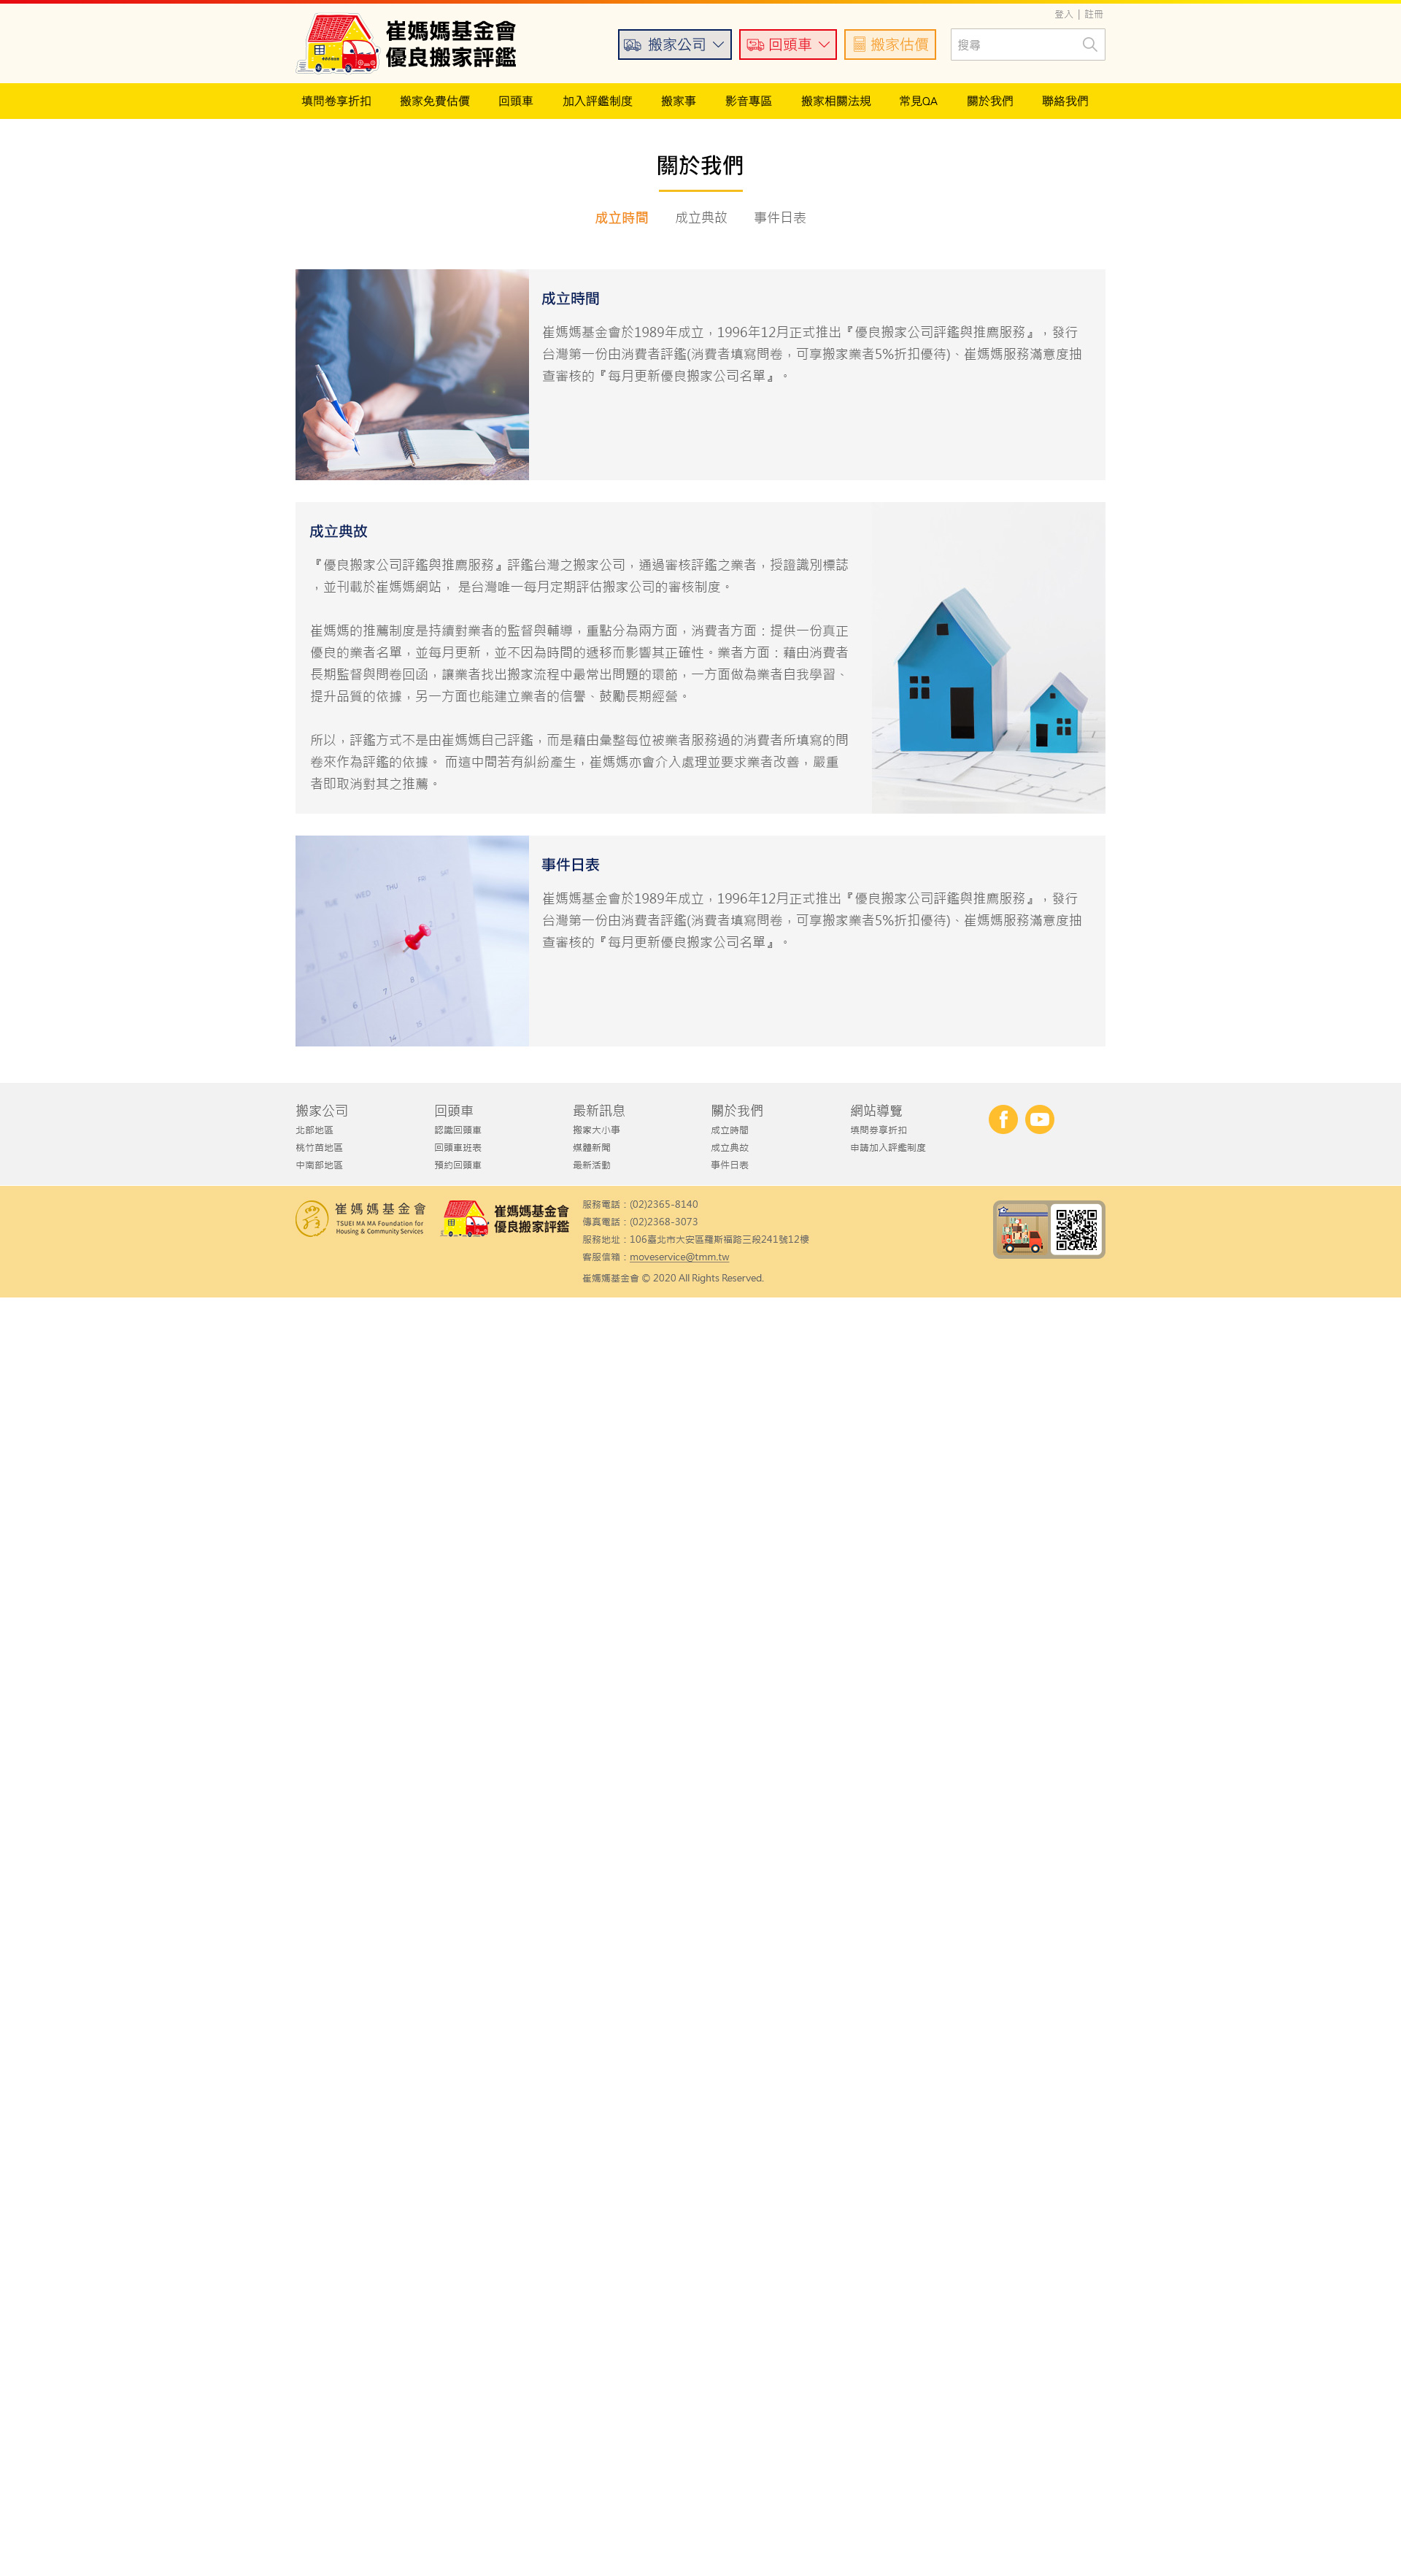 登入 | 註冊
崔媽媽基金會
優良搬家評鑑
搬家公司
回頭車
搬家估價
搜尋
填問卷享折扣 搬家免費估價 回頭車 加入評鑑制度 搬家事 影音專區 搬家相關法規 常見QA 關於我們 聯絡我們
關於我們
成立時間 成立典故 事件日表
成立時間
崔媽媽基金會於1989年成立，1996年12月正式推出『優良搬家公司評鑑與推薦服務』，發行
台灣第一份由消費者評鑑(消費者填寫問卷，可享搬家業者5%折扣優待)、崔媽媽服務滿意度抽
查審核的『每月更新優良搬家公司名單』。
成立典故
『優良搬家公司評鑑與推薦服務』評鑑台灣之搬家公司，通過審核評鑑之業者，授證識別標誌
，並刊載於崔媽媽網站， 是台灣唯一每月定期評估搬家公司的審核制度。
崔媽媽的推薦制度是持續對業者的監督與輔導，重點分為兩方面，消費者方面：提供一份真正
優良的業者名單，並每月更新，並不因為時間的遞移而影響其正確性。業者方面：藉由消費者
長期監督與問卷回函，讓業者找出搬家流程中最常出問題的環節，一方面做為業者自我學習、
提升品質的依據，另一方面也能建立業者的信譽、鼓勵長期經營。
所以，評鑑方式不是由崔媽媽自己評鑑，而是藉由彙整每位被業者服務過的消費者所填寫的問
卷來作為評鑑的依據。 而這中間若有糾紛產生，崔媽媽亦會介入處理並要求業者改善，嚴重
者即取消對其之推薦。
事件日表
崔媽媽基金會於1989年成立，1996年12月正式推出『優良搬家公司評鑑與推薦服務』，發行
台灣第一份由消費者評鑑(消費者填寫問卷，可享搬家業者5%折扣優待)、崔媽媽服務滿意度抽
查審核的『每月更新優良搬家公司名單』。
搬家公司
北部地區
桃竹苗地區
中南部地區
回頭車
認識回頭車
回頭車班表
預約回頭車
最新訊息
搬家大小事
媒體新聞
最新活動
關於我們
成立時間
成立典故
事件日表
網站導覽
填問券享折扣
申請加入評鑑制度
崔媽媽基金會
TSUEI MA MA Foundation for
Housing & Community Services
崔媽媽基金會
優良搬家評鑑
服務電話：(02)2365-8140
傳真電話：(02)2368-3073
服務地址：106臺北市大安區羅斯福路三段241號12樓
客服信箱：moveservice@tmm.tw
崔媽媽基金會 © 2020 All Rights Reserved.